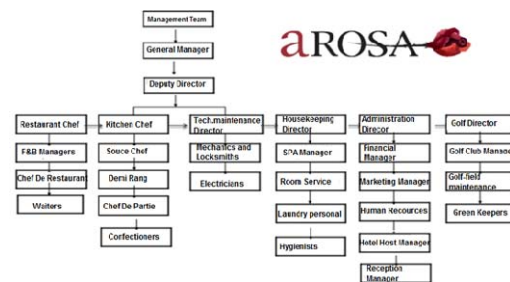 Management Team
aROSA
General Manager
Deputy Director
Restaurant Chef
Kitchen Chef
Tech.maintenance
Director
Housekeeping
Director
Administration
Direcor
Golf Director
F&B Managers
Souce Chef
Mechanics and
Locksmiths
SPA Manager
Financial
Manager
Golf Club Manager
Chef De Restaurant
Demi Rang
Electricians
Room Service
Marketing Manager
Golf-field
maintenance
Waiters
Chef De Partie
Laundry personal
Human Recources
Green Keepers
Confectioners
Hygienists
Hotel Host Manager
Reception
Manager